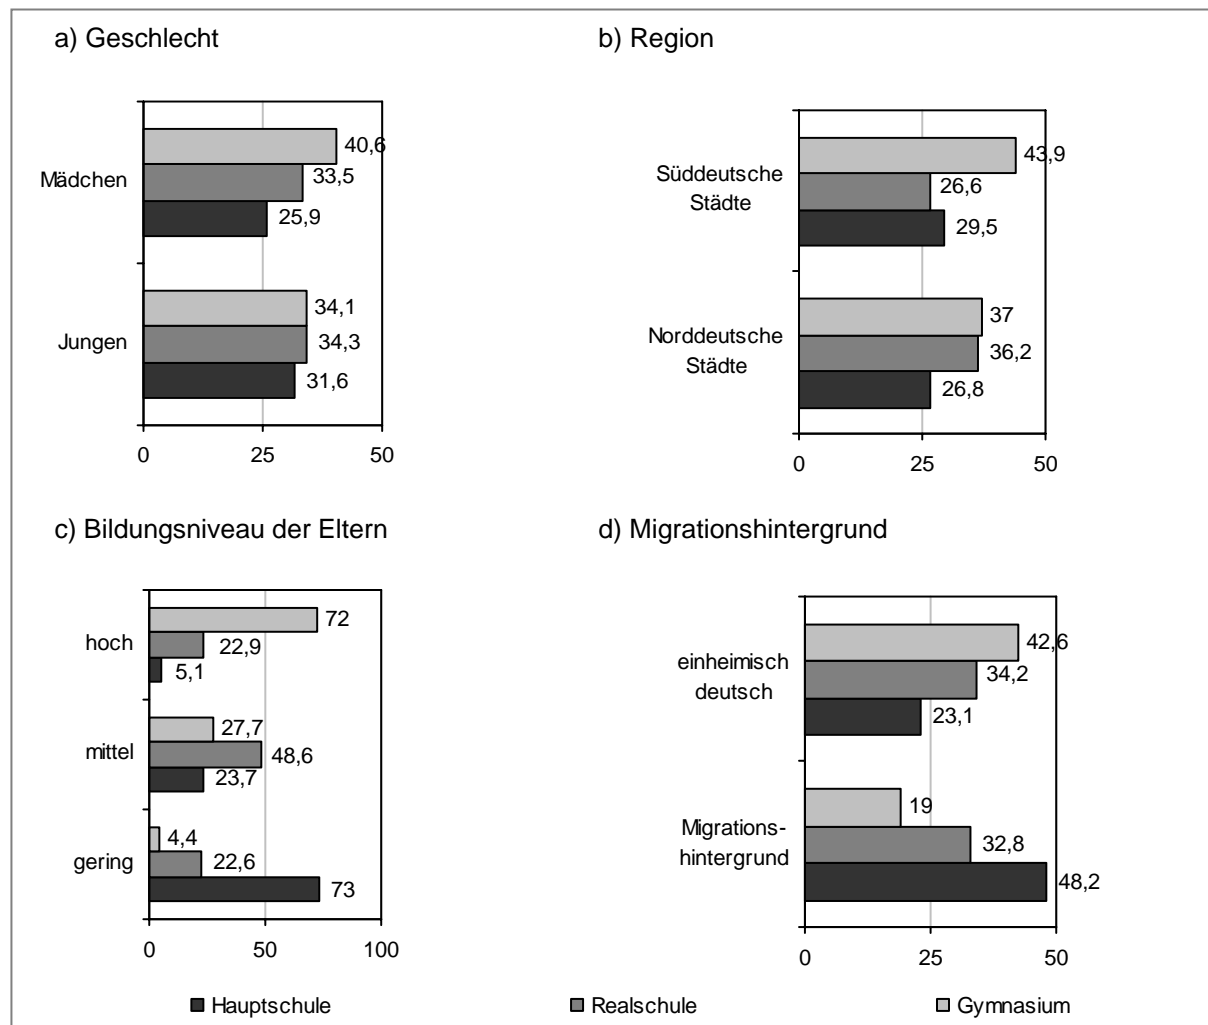 a) Geschlecht
Mädchen
40,6
33,5
25,9
Jungen
34,1
34,3
31,6
0 25 50
b) Region
Süddeutsche
Städte
43,9
26,6
29,5
Norddeutsche
Städte
37
36,2
26,8
0 25 50
c) Bildungsniveau der Eltern
hoch
72
22,9
5,1
mittel
27,7
48,6
23,7
gering
4,4
22,6
73
0 50 100
d) Migrationshintergrund
einheimisch
deutsch
42,6
34,2
23,1
Migrations-
hintergrund
19
32,8
48,2
0 25 50
Hauptschule Realschule Gymnasium